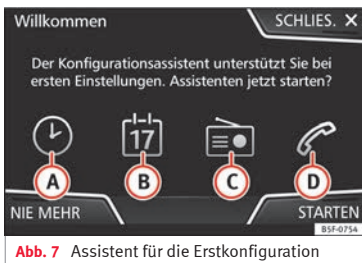 Willkommen
SCHLIES. X
Der Konfigurationsassistent unterstützt Sie bei
ersten Einstellungen. Assistenten jetzt starten?
17
A B C D
NIE MEHR
STARTEN
B5F-0754
Abb. 7 Assistent für die Erstkonfiguration